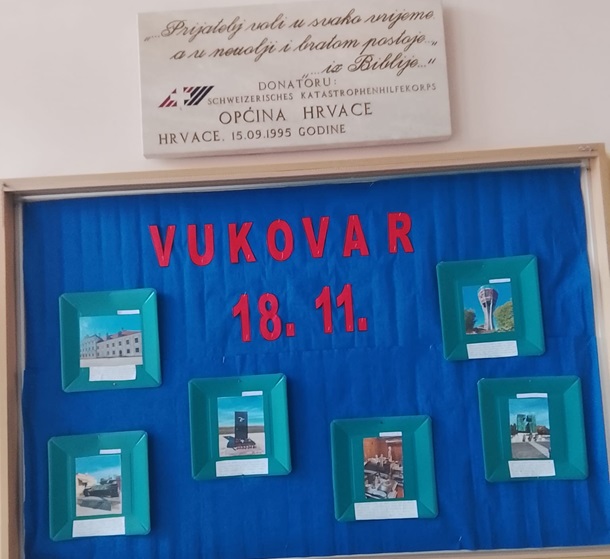 „...Prijatelj voli u svako vrijeme
a u nevolji i bratom postaje...
„...iz Biblije..."
DONATORU:
SCHWEIZERISCHES KATASTROPHENHILFEKORPS
OPĆINA HRVACE
HRVACE, 15.09.1995 GODINE
VUKOVAR
18. 11.